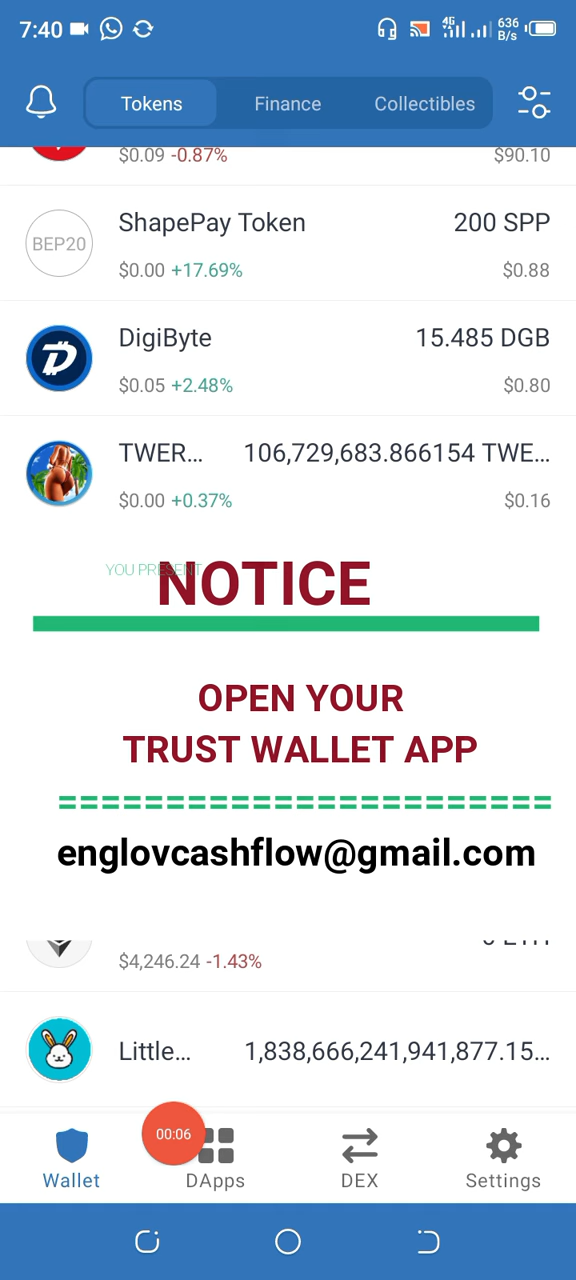 7:40
4G
636
B/s
Tokens
Finance
Collectibles
$0.09 -0.87%
$90.10
BEP20
ShapePay Token
200 SPP
$0.00 +17.69%
$0.88
DigiByte
15.485 DGB
$0.05 +2.48%
$0.80
TWER...
106,729,683.866154 TWE...
$0.00 +0.37%
$0.16
YOU PRESENT
NOTICE
OPEN YOUR
TRUST WALLET APP
============================
englovcashflow@gmail.com
$4,246.24 -1.43%
Little...
1,838,666,241,941,877.15...
00:06
Wallet
DApps
DEX
Settings